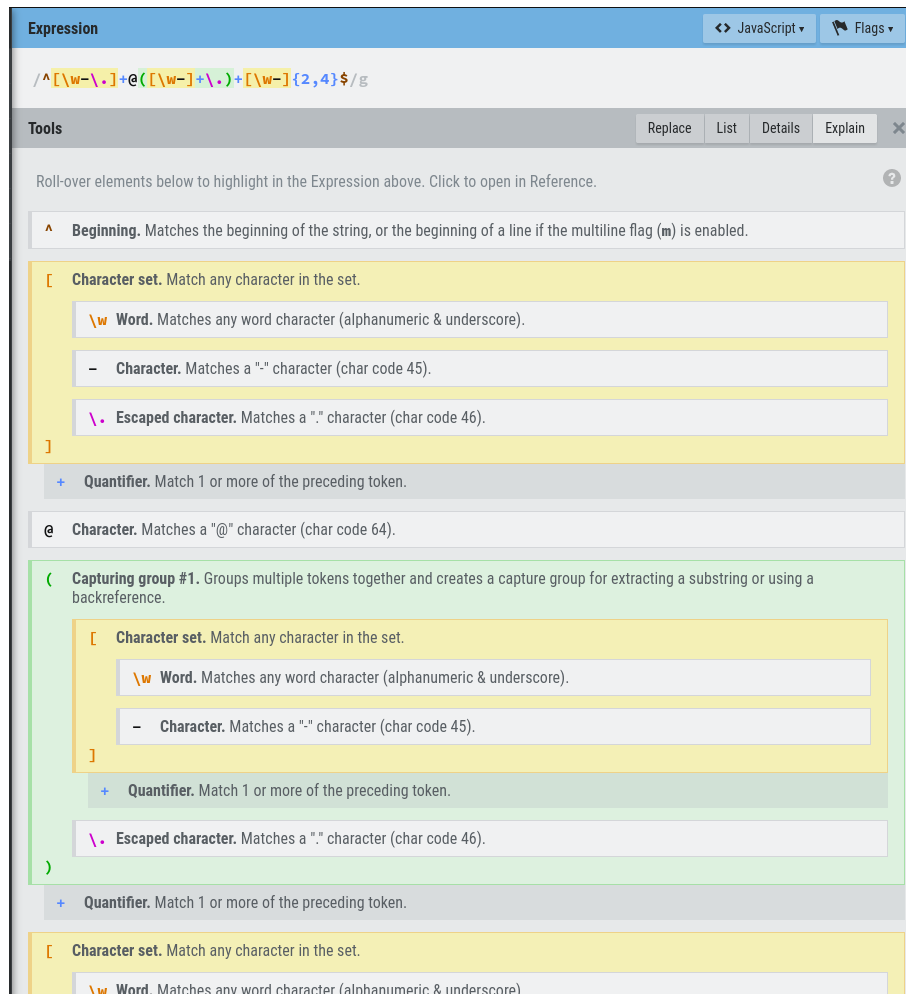 Expression
<> JavaScript ▾
Flags ▾
/^[\w-\.]+@([\w-]+\.)+[\w-]{2,4}$/g
Tools
Replace
List
Details
Explain
×
Roll-over elements below to highlight in the Expression above. Click to open in Reference.
?
^ Beginning. Matches the beginning of the string, or the beginning of a line if the multiline flag (m) is enabled.
[ Character set. Match any character in the set.
\w Word. Matches any word character (alphanumeric & underscore).
- Character. Matches a "-" character (char code 45).
\. Escaped character. Matches a "." character (char code 46).
]
+ Quantifier. Match 1 or more of the preceding token.
@ Character. Matches a "@" character (char code 64).
( Capturing group #1. Groups multiple tokens together and creates a capture group for extracting a substring or using a
backreference.
[ Character set. Match any character in the set.
\w Word. Matches any word character (alphanumeric & underscore).
- Character. Matches a "-" character (char code 45).
]
+ Quantifier. Match 1 or more of the preceding token.
\. Escaped character. Matches a "." character (char code 46).
)
+ Quantifier. Match 1 or more of the preceding token.
[ Character set. Match any character in the set.
\w Word. Matches any word character (alphanumeric & underscore)